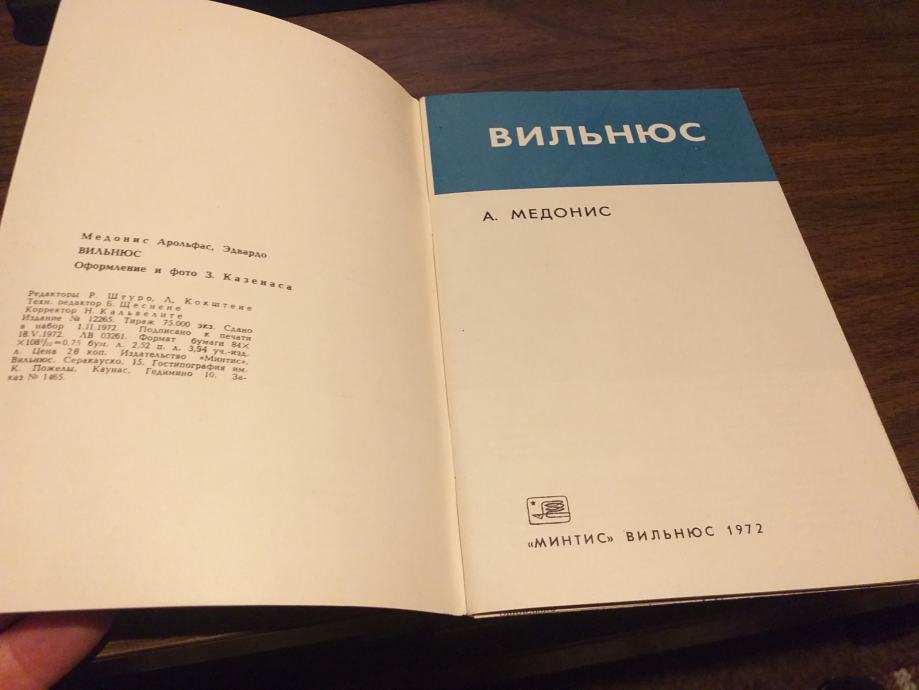 Медонис Арольфас, Эдвардо
ВИЛЬНЮС
Оформление и фото З. Казенаса
Редакторы Р. Штуро, Л. Кокштене
Техн. редактор Б. Щеснене
Корректор Н. Кальвелите
Издание № 12265. Тираж 75.000 экз. Сдано
в набор 1.II.1972. Подписано к печати
18.V.1972. ЛВ 03261. Формат бумаги 84×
×108¹/₃₂=0,75 бум. л. 2,52 п. л. 3,54 уч.-изд.
л. Цена 28 коп. Издательство «Минтис»,
Вильнюс, Серакауско, 15. Гостипография им.
К. Пожелы, Каунас, Гедимино 10. За-
каз № 1465.
ВИЛЬНЮС
А. МЕДОНИС
«МИНТИС» ВИЛЬНЮС 1972